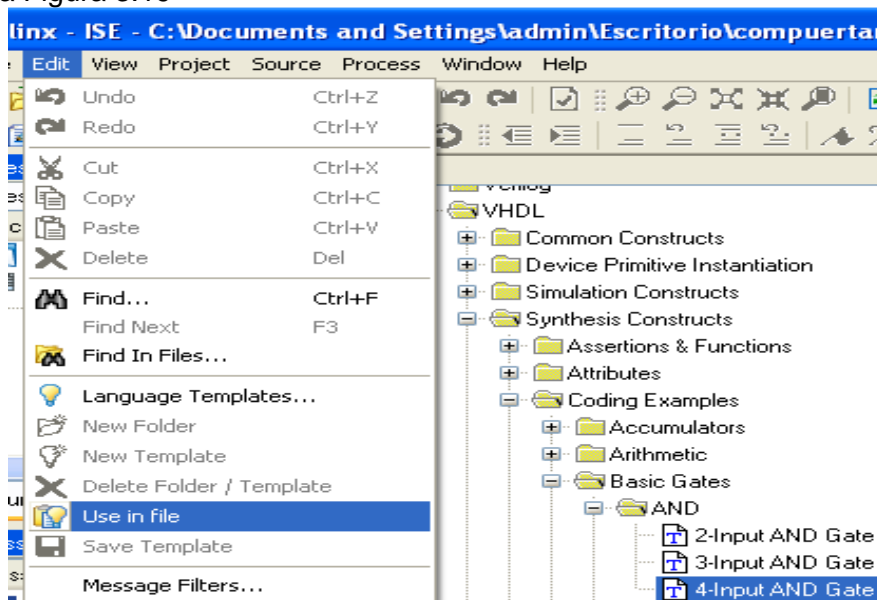 linx - ISE - C:\Documents and Settings\admin\Escritorio\compuerta
Edit View Project Source Process Window Help
Undo Ctrl+Z
Redo Ctrl+Y
Cut Ctrl+X
Copy Ctrl+C
Paste Ctrl+V
Delete Del
Find... Ctrl+F
Find Next F3
Find In Files...
Language Templates...
New Folder
New Template
Delete Folder / Template
Use in file
Save Template
Message Filters...
VHDL
Common Constructs
Device Primitive Instantiation
Simulation Constructs
Synthesis Constructs
Assertions & Functions
Attributes
Coding Examples
Accumulators
Arithmetic
Basic Gates
AND
2-Input AND Gate
3-Input AND Gate
4-Input AND Gate